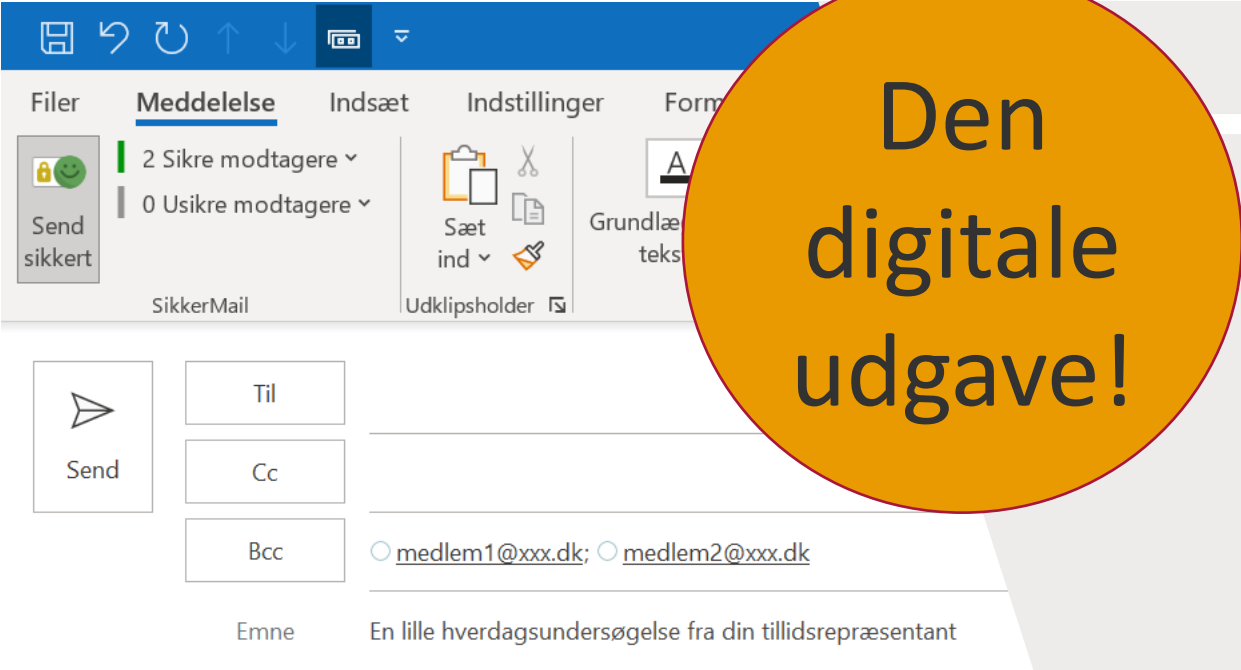 Filer Meddelelse Indsæt Indstillinger Form
Send
sikkert
2 Sikre modtagere
0 Usikre modtagere
SikkerMail
Sæt
ind
Udklipsholder
A
Grundlæ
teks
Den
digitale
udgave!
Send
Til
Cc
Bcc medlem1@xxx.dk; medlem2@xxx.dk
Emne En lille hverdagsundersøgelse fra din tillidsrepræsentant